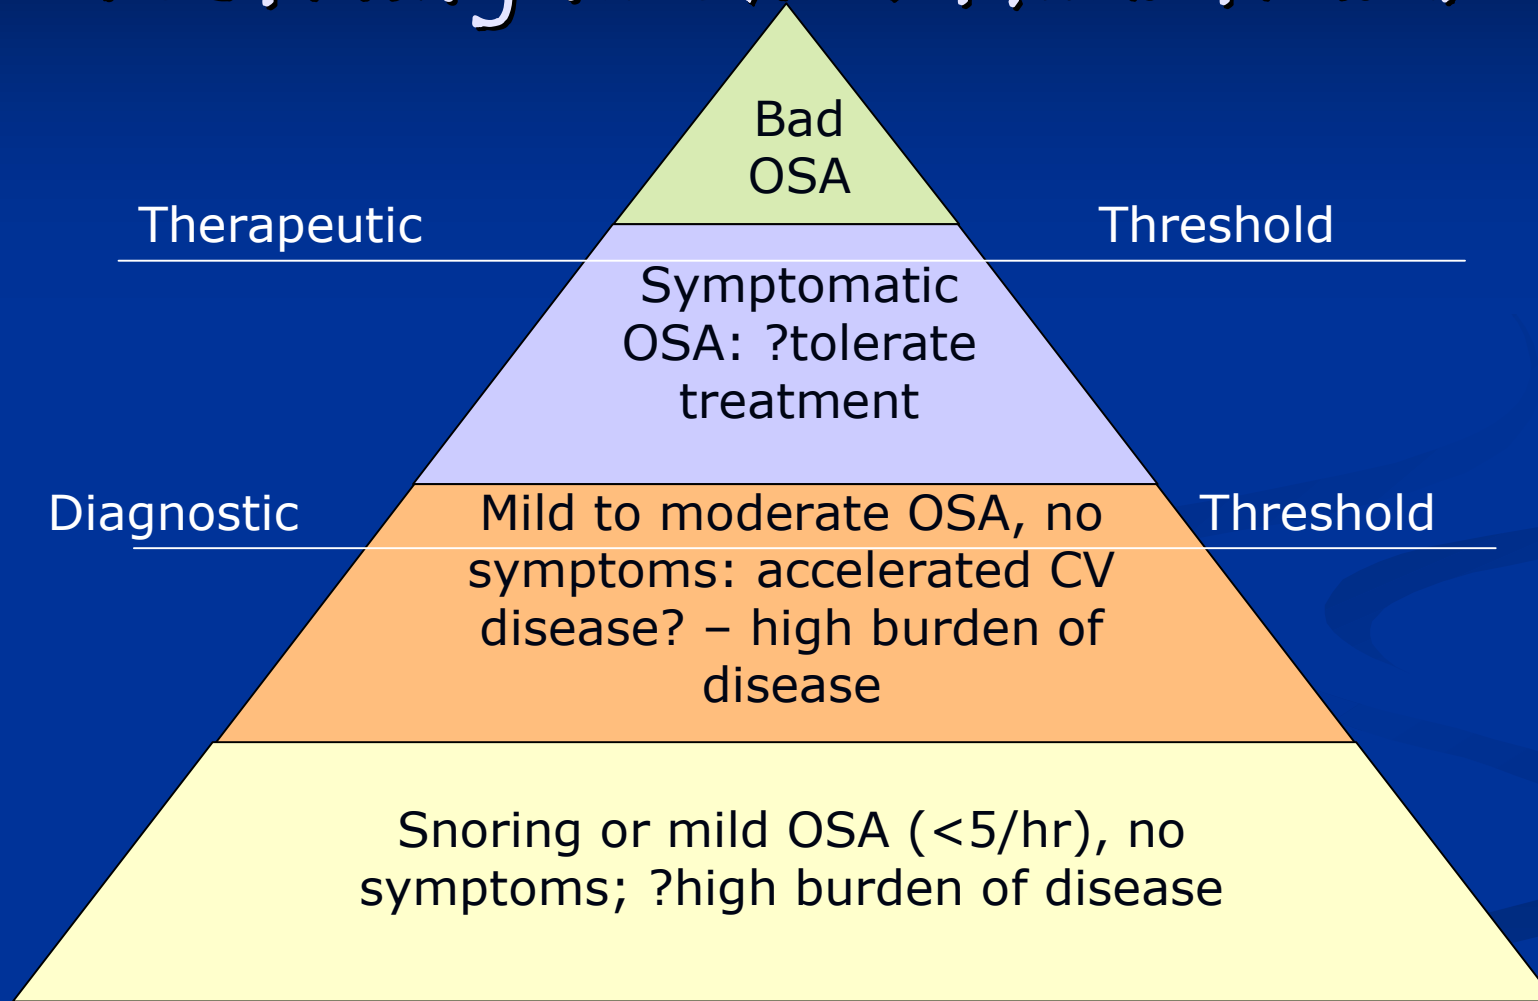 Bad
OSA
Therapeutic Threshold
Symptomatic
OSA: ?tolerate
treatment
Diagnostic Threshold
Mild to moderate OSA, no
symptoms: accelerated CV
disease? – high burden of
disease
Snoring or mild OSA (<5/hr), no
symptoms; ?high burden of disease